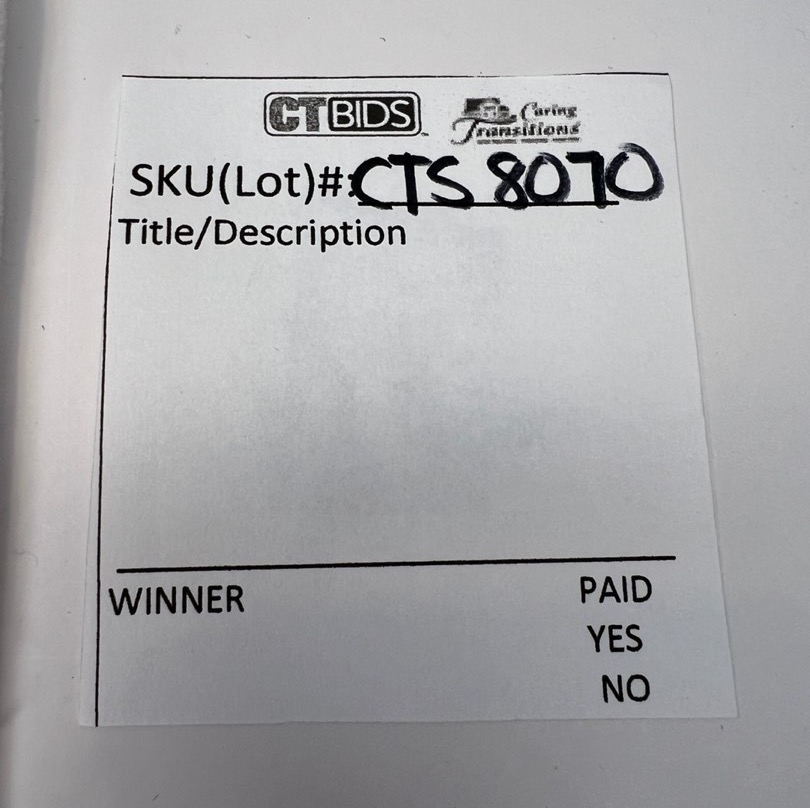 CTBIDS Caring Transitions
SKU(Lot)#: CTS 8070
Title/Description
WINNER PAID
YES
NO